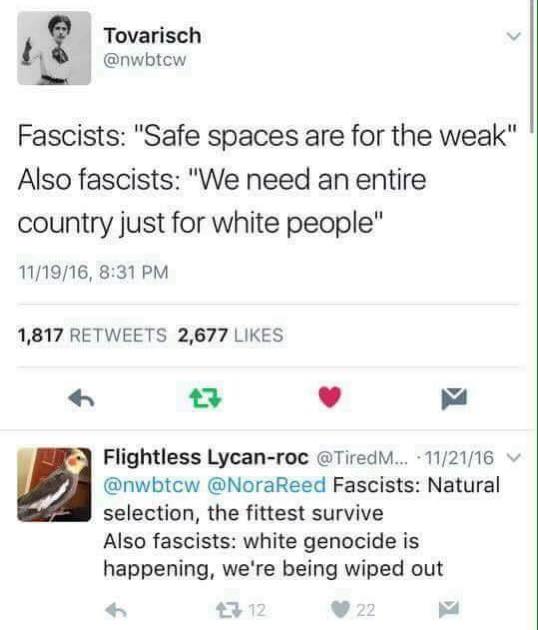 Tovarisch
@nwbtcw
Fascists: "Safe spaces are for the weak"
Also fascists: "We need an entire
country just for white people"
11/19/16, 8:31 PM
1,817 RETWEETS 2,677 LIKES
Flightless Lycan-roc @TiredM... · 11/21/16
@nwbtcw @NoraReed Fascists: Natural
selection, the fittest survive
Also fascists: white genocide is
happening, we're being wiped out
12 22